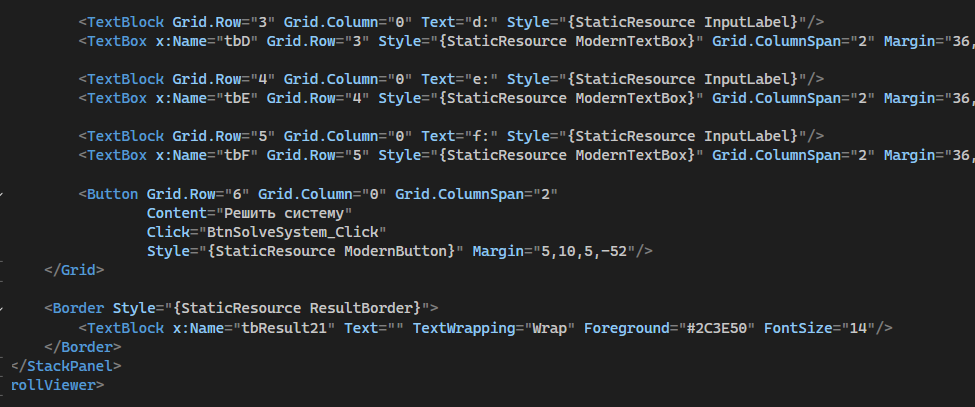 <TextBlock Grid.Row="3" Grid.Column="0" Text="d:" Style="{StaticResource InputLabel}"/>
<TextBox x:Name="tbD" Grid.Row="3" Style="{StaticResource ModernTextBox}" Grid.ColumnSpan="2" Margin="36,
<TextBlock Grid.Row="4" Grid.Column="0" Text="e:" Style="{StaticResource InputLabel}"/>
<TextBox x:Name="tbE" Grid.Row="4" Style="{StaticResource ModernTextBox}" Grid.ColumnSpan="2" Margin="36,
<TextBlock Grid.Row="5" Grid.Column="0" Text="f:" Style="{StaticResource InputLabel}"/>
<TextBox x:Name="tbF" Grid.Row="5" Style="{StaticResource ModernTextBox}" Grid.ColumnSpan="2" Margin="36,
<Button Grid.Row="6" Grid.Column="0" Grid.ColumnSpan="2"
Content="Решить систему"
Click="BtnSolveSystem_Click"
Style="{StaticResource ModernButton}" Margin="5,10,5,-52"/>
</Grid>
<Border Style="{StaticResource ResultBorder}">
<TextBlock x:Name="tbResult21" Text="" TextWrapping="Wrap" Foreground="#2C3E50" FontSize="14"/>
</Border>
</StackPanel>
rollViewer>